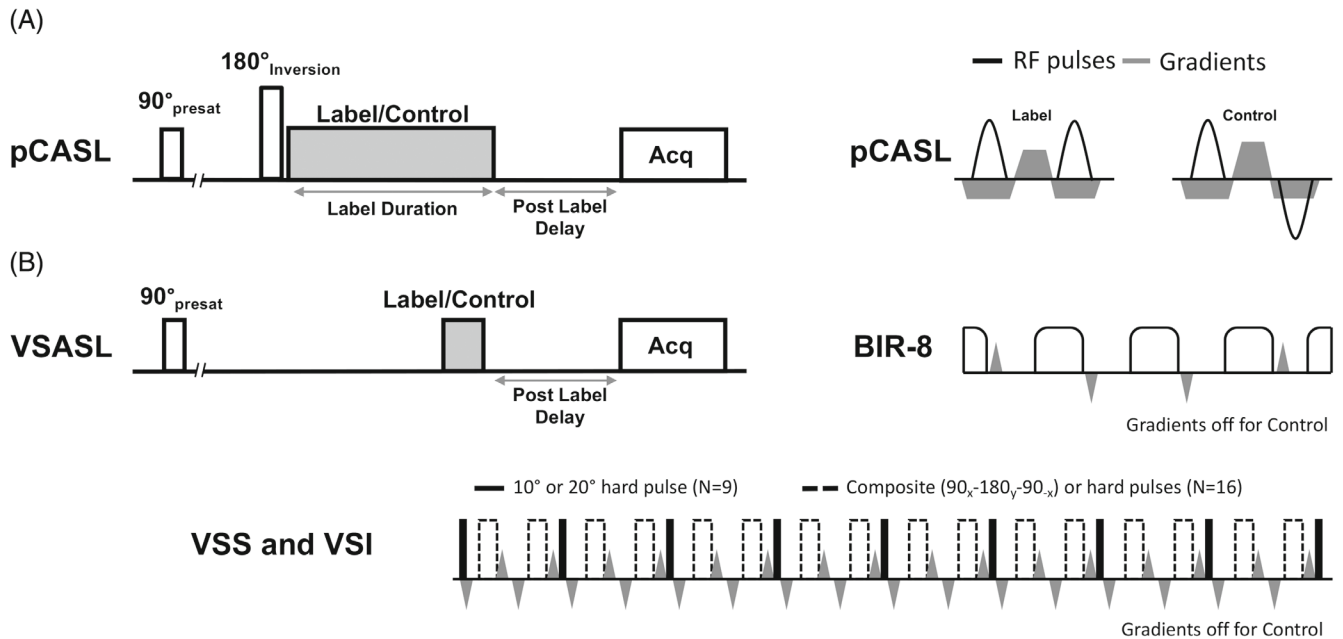 (A)
180°Inversion
90°presat
Label/Control
pCASL
Acq
Label Duration
Post Label
Delay
RF pulses
Gradients
pCASL
Label
Control
(B)
90°presat
Label/Control
VSASL
Acq
Post Label
Delay
BIR-8
Gradients off for Control
10° or 20° hard pulse (N=9)
Composite (90x-180y-90-x) or hard pulses (N=16)
VSS and VSI
Gradients off for Control